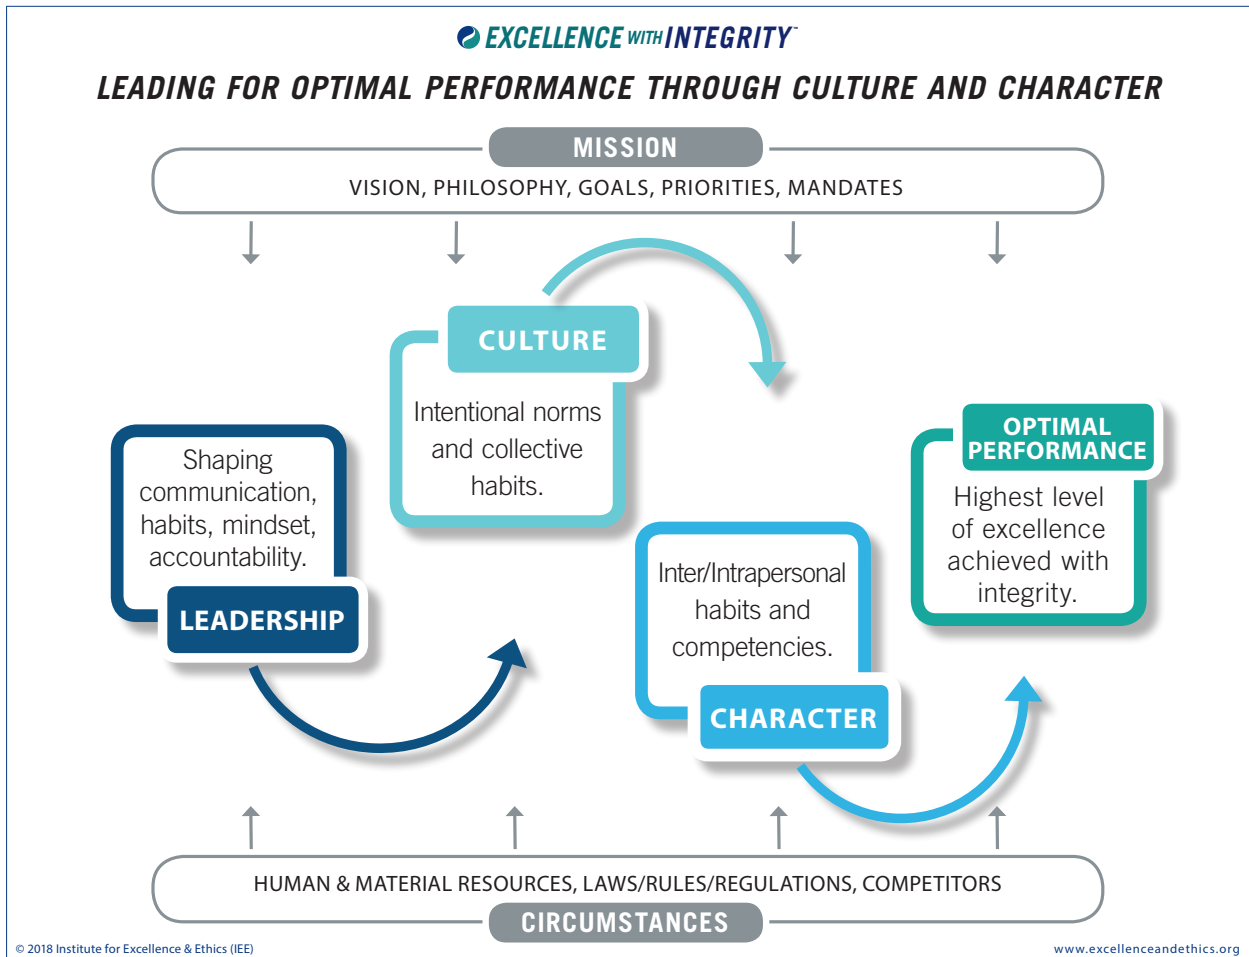 EXCELLENCE WITH INTEGRITY™
LEADING FOR OPTIMAL PERFORMANCE THROUGH CULTURE AND CHARACTER
MISSION
VISION, PHILOSOPHY, GOALS, PRIORITIES, MANDATES
Shaping
communication,
habits, mindset,
accountability.
LEADERSHIP
CULTURE
Intentional norms
and collective
habits.
Inter/Intrapersonal
habits and
competencies.
CHARACTER
OPTIMAL
PERFORMANCE
Highest level
of excellence
achieved with
integrity.
HUMAN & MATERIAL RESOURCES, LAWS/RULES/REGULATIONS, COMPETITORS
CIRCUMSTANCES
© 2018 Institute for Excellence & Ethics (IEE)
www.excellenceandethics.org